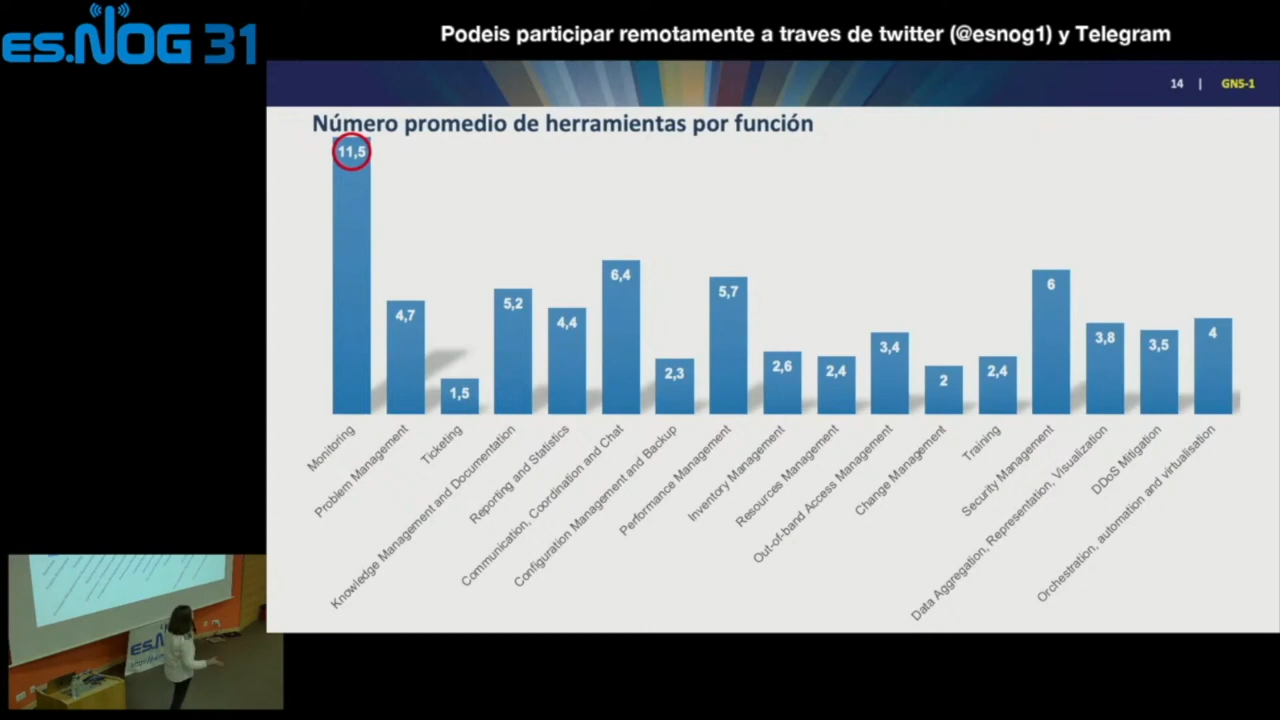 es.NOG 31
Podeis participar remotamente a traves de twitter (@esnog1) y Telegram
14 | GN5-1
Número promedio de herramientas por función
11,5
4,7
1,5
5,2
4,4
6,4
2,3
5,7
2,6
2,4
3,4
2
2,4
6
3,8
3,5
4
Monitoring
Problem Management
Ticketing
Knowledge Management and Documentation
Reporting and Statistics
Communication, Coordination and Chat
Configuration Management and Backup
Performance Management
Inventory Management
Resources Management
Out-of-band Access Management
Change Management
Training
Security Management
Data Aggregation, Representation, Visualization
DDoS Mitigation
Orchestration, automation and virtualisation